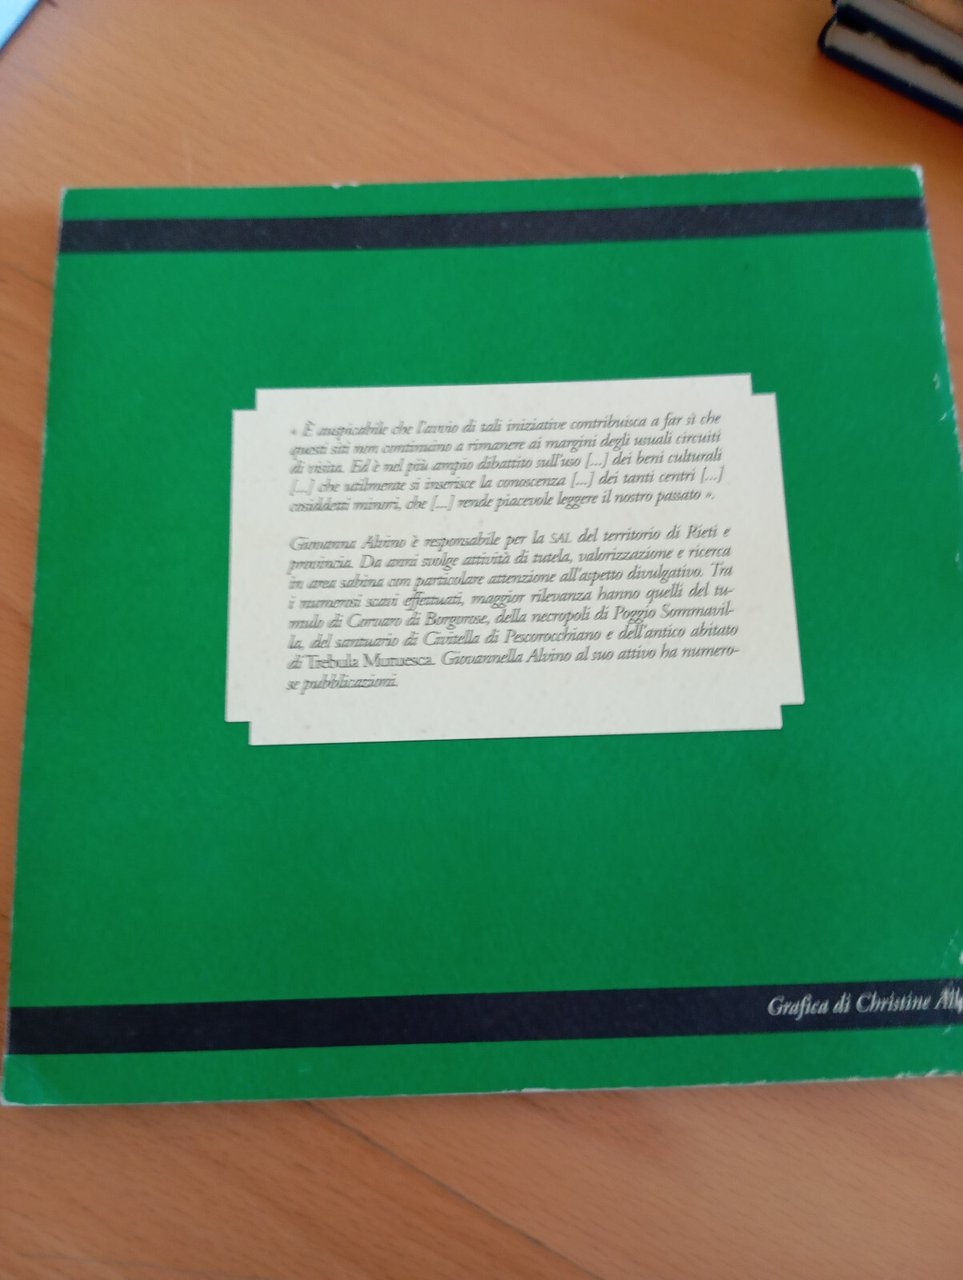 « È auspicabile che l'avvio di tali iniziative contribuisca a far sì che
questi siti non continuino a rimanere ai margini degli usuali circuiti
di visita. Ed è nel più ampio dibattito sull'uso [...] dei beni culturali
[...] che utilmente si inserisce la conoscenza [...] dei tanti centri [...]
cosiddetti minori, che [...] rende piacevole leggere il nostro passato ».
Giovanna Alvino è responsabile per la SAL del territorio di Rieti e
provincia. Da anni svolge attività di tutela, valorizzazione e ricerca
in area sabina con particolare attenzione all'aspetto divulgativo. Tra
i numerosi scavi effettuati, maggior rilevanza hanno quelli del tu-
mulo di Corvaro di Borgorose, della necropoli di Poggio Sommavil-
la, del santuario di Civitella di Pescorocchiano e dell'antico abitato
di Trebula Mutuesca. Giovannella Alvino al suo attivo ha numero-
se pubblicazioni.
Grafica di Christine